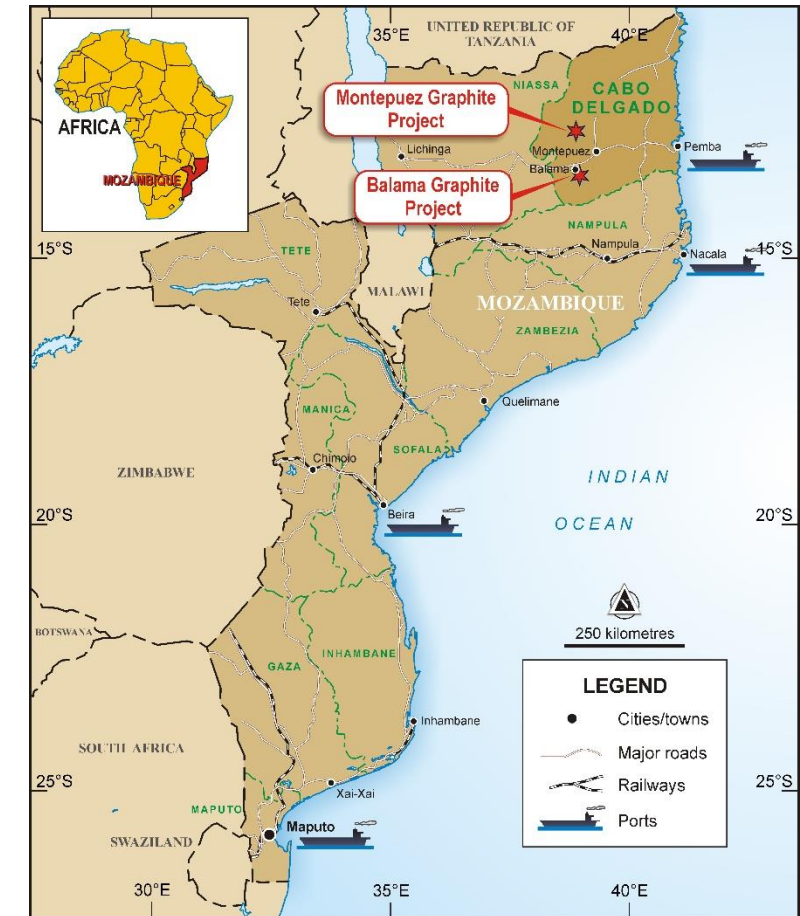 35°E
UNITED REPUBLIC OF
TANZANIA
40°E
AFRICA
MOZAMBIQUE
NIASSA
CABO
DELGADO
Montepuez Graphite
Project
Lichinga
Montepuez
Pemba
Balama
Balama Graphite
Project
NAMPULA
15°S
TETE
Nampula
Nacala
15°S
MALAWI
MOZAMBIQUE
Tete
ZAMBEZIA
MANICA
Quelimane
SOFALA
Chimoio
ZIMBABWE
INDIAN
OCEAN
20°S
Beira
20°S
250 kilometres
BOTSWANA
GAZA
INHAMBANE
LEGEND
Cities/towns
Major roads
Railways
Ports
Inhambane
SOUTH AFRICA
25°S
Xai-Xai
25°S
MAPUTO
Maputo
SWAZILAND
30°E
35°E
40°E